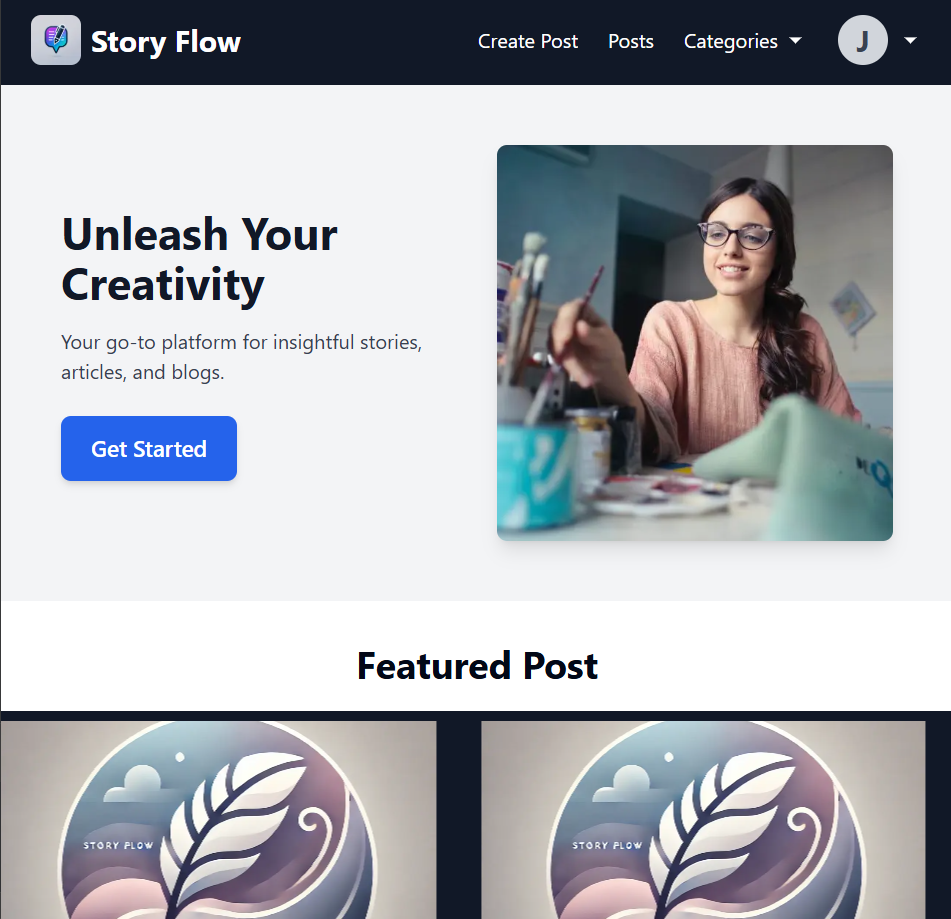 Story Flow
Create Post
Posts
Categories
J
Unleash Your
Creativity
Your go-to platform for insightful stories,
articles, and blogs.
Get Started
Featured Post
STORY FLOW
STORY FLOW